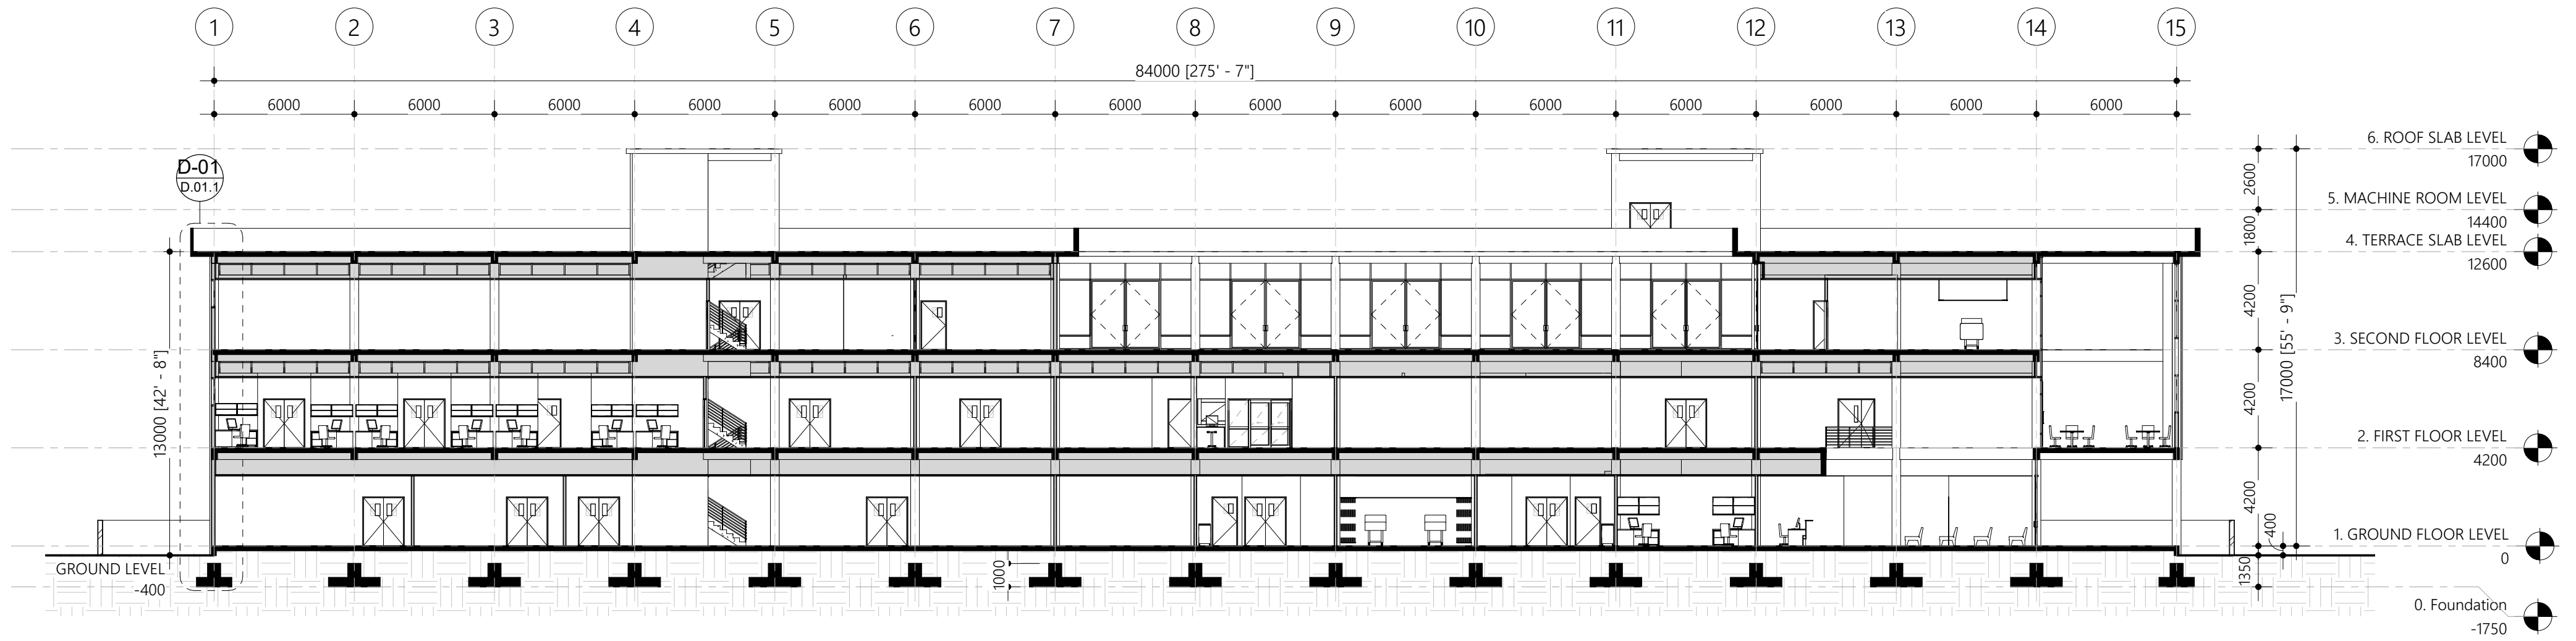 1 2 3 4 5 6 7 8 9 10 11 12 13 14 15
84000 [275' - 7"]
6000 6000 6000 6000 6000 6000 6000 6000 6000 6000 6000 6000 6000 6000
D-01
D.01.1
13000 [42' - 8"]
GROUND LEVEL
-400
1000
2600
1800
4200
4200
4200
400
1350
17000 [55' - 9"]
6. ROOF SLAB LEVEL
17000
5. MACHINE ROOM LEVEL
14400
4. TERRACE SLAB LEVEL
12600
3. SECOND FLOOR LEVEL
8400
2. FIRST FLOOR LEVEL
4200
1. GROUND FLOOR LEVEL
0
0. Foundation
-1750